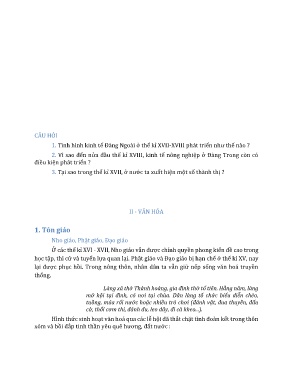 CÂU HỎI
1. Tình hình kinh tế Đàng Ngoài ở thế kỉ XVII-XVIII phát triển như thế nào ?
2. Vì sao đến nửa đầu thế kỉ XVIII, kinh tế nông nghiệp ở Đàng Trong còn có
điều kiện phát triển ?
3. Tại sao trong thế kỉ XVII, ở nước ta xuất hiện một số thành thị ?
II - VĂN HÓA
1. Tôn giáo
Nho giáo, Phật giáo, Đạo giáo
Ở các thế kỉ XVI - XVII, Nho giáo vẫn được chính quyền phong kiến đề cao trong
học tập, thi cử và tuyển lựa quan lại. Phật giáo và Đạo giáo bị hạn chế ở thế kỉ XV, nay
lại được phục hồi. Trong nông thôn, nhân dân ta vẫn giữ nếp sống văn hoá truyền
thống.
Làng xã thờ Thành hoàng, gia đình thờ tổ tiên. Hằng năm, làng
mở hội tại đình, có nơi tại chùa. Dân làng tổ chức biểu diễn chèo,
tuồng, múa rối nước hoặc nhiều trò chơi (đánh vật, đua thuyền, đấu
cờ, thổi cơm thi, đánh đu, leo dây, đi cà kheo...).
Hình thức sinh hoạt văn hoá qua các lễ hội đã thắt chặt tình đoàn kết trong thôn
xóm và bồi đắp tinh thần yêu quê hương, đất nước :